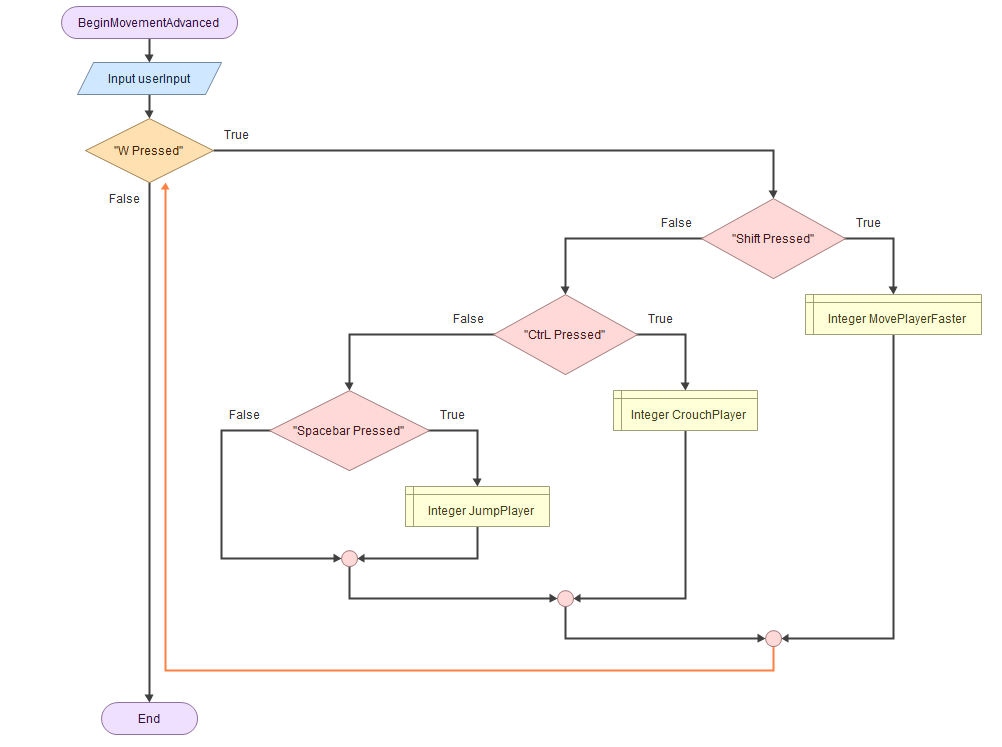 BeginMovementAdvanced
Input userInput
"W Pressed"
True
False
"Shift Pressed"
False
True
Integer MovePlayerFaster
"CtrL Pressed"
False
True
Integer CrouchPlayer
"Spacebar Pressed"
False
True
Integer JumpPlayer
End